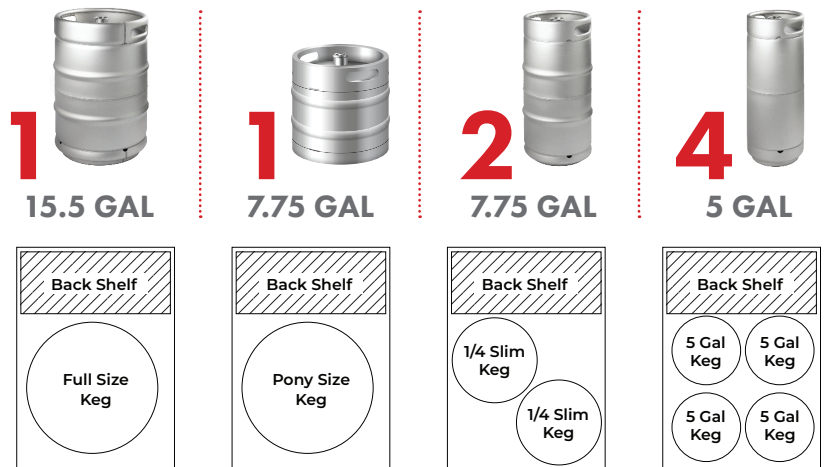 1
15.5 GAL
1
7.75 GAL
2
7.75 GAL
4
5 GAL
Back Shelf
Full Size
Keg
Back Shelf
Pony Size
Keg
Back Shelf
1/4 Slim
Keg
1/4 Slim
Keg
Back Shelf
5 Gal
Keg
5 Gal
Keg
5 Gal
Keg
5 Gal
Keg